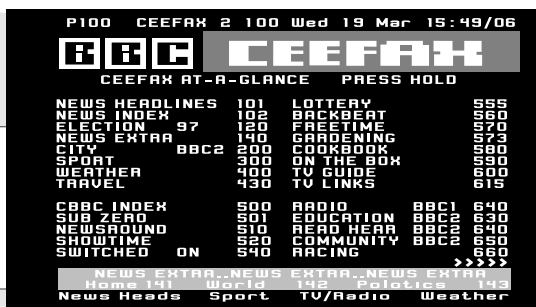 P100 CEEFAX 2 100 Wed 19 Mar 15:49/06
BBC CEEFAX
CEEFAX AT-A-GLANCE PRESS HOLD
NEWS HEADLINES 101 LOTTERY 555
NEWS INDEX 102 BACKBEAT 560
ELECTION 97 120 FREETIME 570
NEWS EXTRA 140 GARDENING 573
CITY BBC2 200 COOKBOOK 580
SPORT 300 ON THE BOX 590
WEATHER 400 TV GUIDE 600
TRAVEL 430 TV LINKS 615
CBBC INDEX 500 RADIO BBC1 640
SUB ZERO 501 EDUCATION BBC2 630
NEWSROUND 510 READ HEAR BBC2 640
SHOWTIME 520 COMMUNITY BBC2 650
SWITCHED ON 540 RACING 660
>>>>>
NEWS EXTRA..NEWS EXTRA..NEWS EXTRA
Home 141 World 142 Polotics 143
News Heads Sport TV/Radio Weather